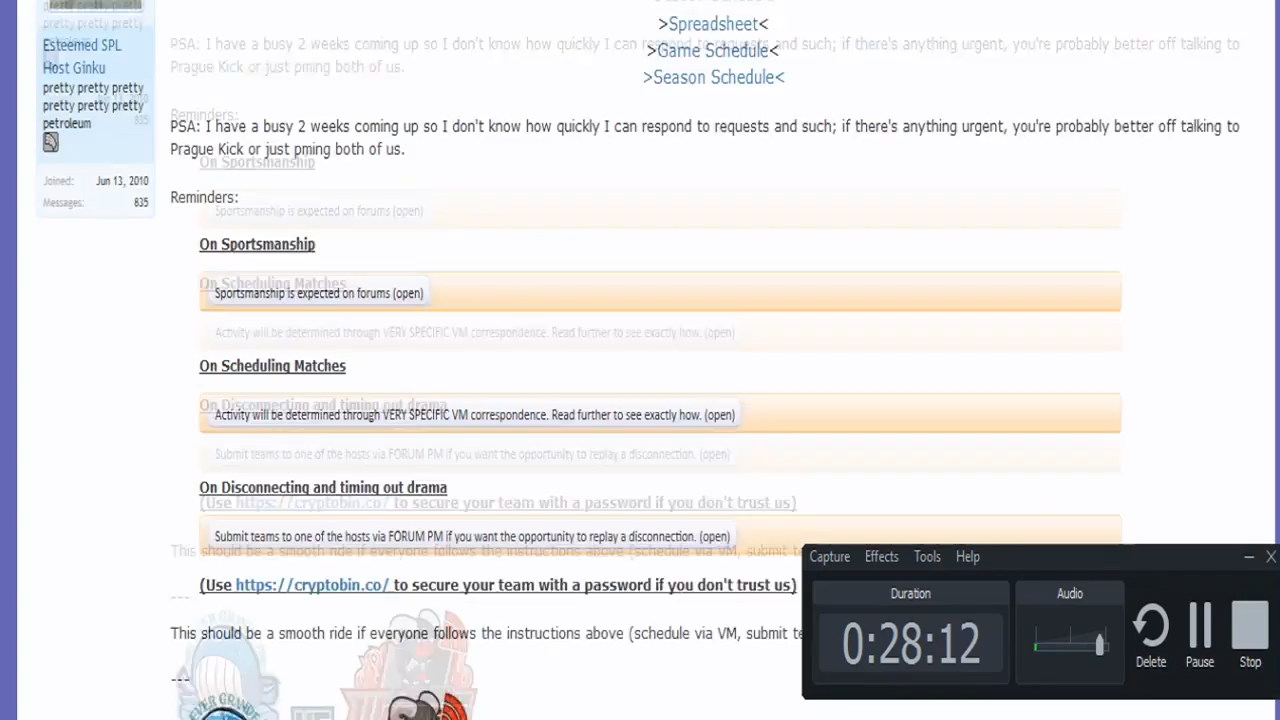 >Spreadsheet<
>Game Schedule<
>Season Schedule<
Esteemed SPL
Host Ginku
pretty pretty pretty
pretty pretty pretty
petroleum
Joined: Jun 13, 2010
Messages: 835
PSA: I have a busy 2 weeks coming up so I don't know how quickly I can respond to requests and such; if there's anything urgent, you're probably better off talking to
Prague Kick or just pming both of us.
Reminders:
On Sportsmanship
Sportsmanship is expected on forums (open)
On Scheduling Matches
Activity will be determined through VERY SPECIFIC VM correspondence. Read further to see exactly how. (open)
On Disconnecting and timing out drama
Submit teams to one of the hosts via FORUM PM if you want the opportunity to replay a disconnection. (open)
(Use https://cryptobin.co/ to secure your team with a password if you don't trust us)
This should be a smooth ride if everyone follows the instructions above (schedule via VM, submit
---
EVER GRANDE
Capture Effects Tools Help
Duration
Audio
0:28:12
Delete Pause Stop